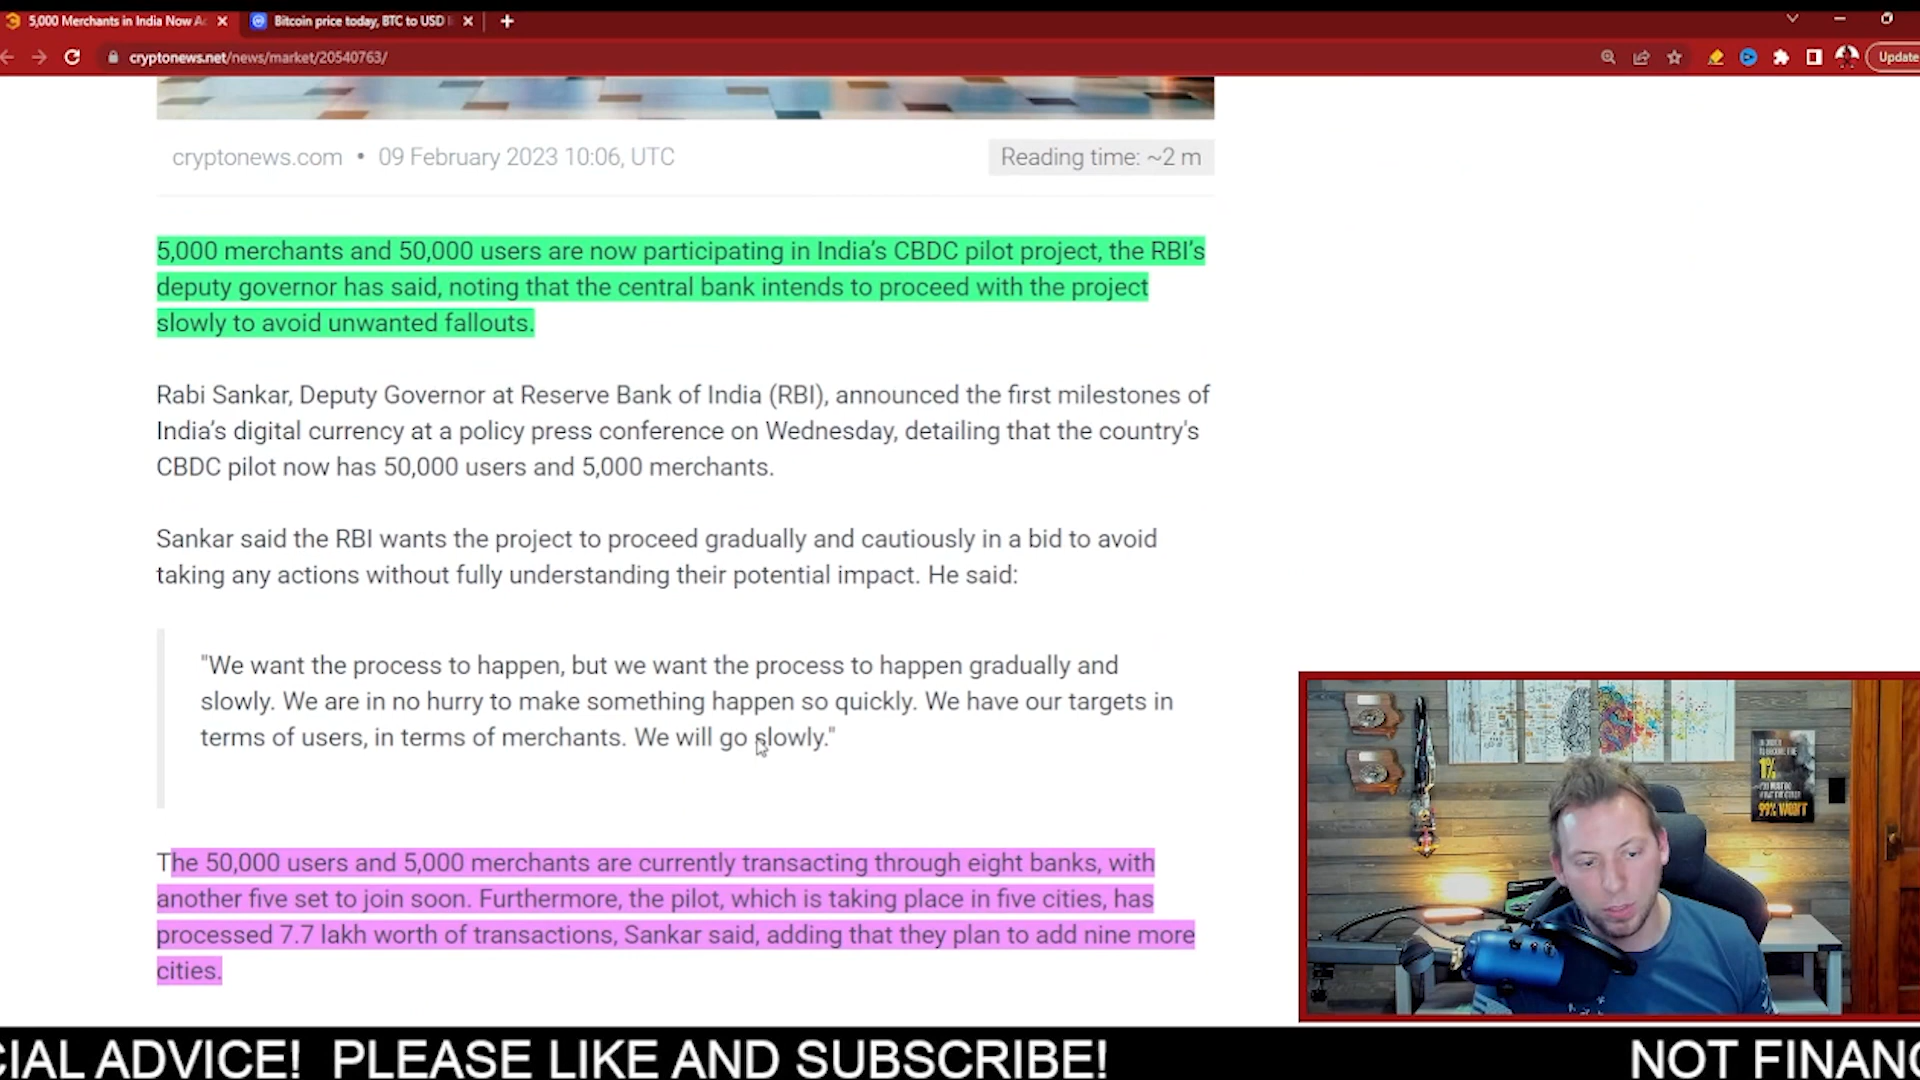 5,000 Merchants in India Now Ac
Bitcoin price today, BTC to USD l
cryptonews.net/news/market/20540763/
Update
cryptonews.com • 09 February 2023 10:06, UTC
Reading time: ~2 m
5,000 merchants and 50,000 users are now participating in India’s CBDC pilot project, the RBI’s
deputy governor has said, noting that the central bank intends to proceed with the project
slowly to avoid unwanted fallouts.
Rabi Sankar, Deputy Governor at Reserve Bank of India (RBI), announced the first milestones of
India’s digital currency at a policy press conference on Wednesday, detailing that the country's
CBDC pilot now has 50,000 users and 5,000 merchants.
Sankar said the RBI wants the project to proceed gradually and cautiously in a bid to avoid
taking any actions without fully understanding their potential impact. He said:
"We want the process to happen, but we want the process to happen gradually and
slowly. We are in no hurry to make something happen so quickly. We have our targets in
terms of users, in terms of merchants. We will go slowly."
The 50,000 users and 5,000 merchants are currently transacting through eight banks, with
another five set to join soon. Furthermore, the pilot, which is taking place in five cities, has
processed 7.7 lakh worth of transactions, Sankar said, adding that they plan to add nine more
cities.
1%
99% WON'T
CIAL ADVICE! PLEASE LIKE AND SUBSCRIBE! NOT FINANC